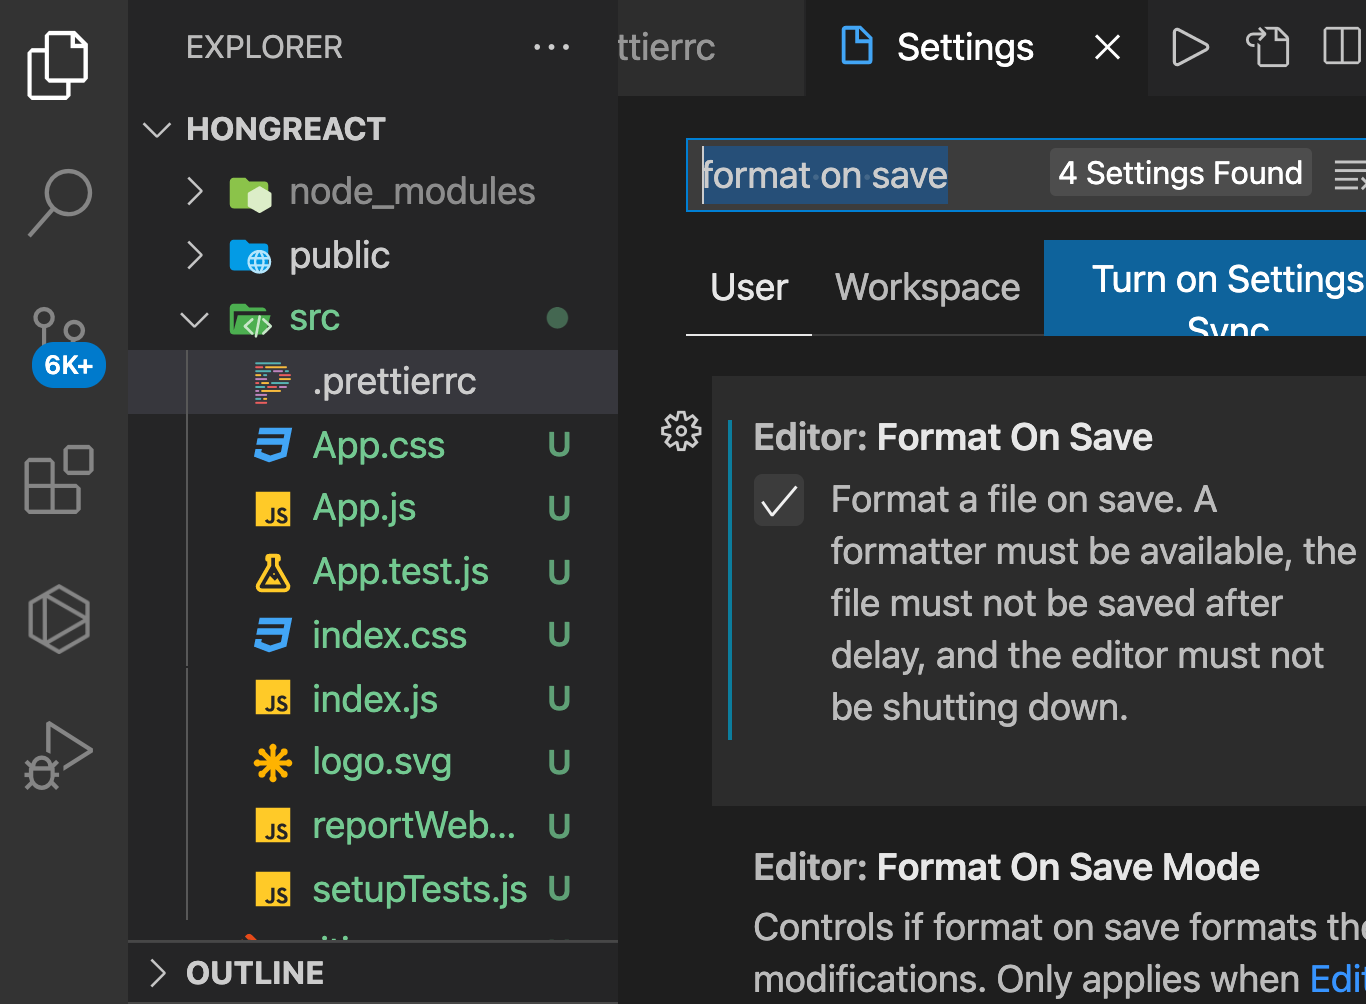 EXPLORER
ttierrc
Settings
HONGREACT
node_modules
public
src
6K+
.prettierrc
App.css U
App.js U
App.test.js U
index.css U
index.js U
logo.svg U
reportWeb... U
setupTests.js U
OUTLINE
format on save
4 Settings Found
User
Workspace
Turn on Settings
Sync
Editor: Format On Save
Format a file on save. A
formatter must be available, the
file must not be saved after
delay, and the editor must not
be shutting down.
Editor: Format On Save Mode
Controls if format on save formats the
modifications. Only applies when Edit